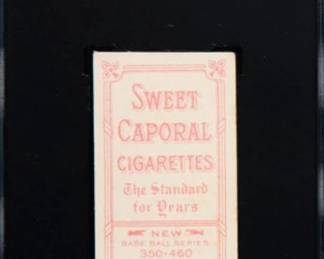 SWEET
CAPORAL
CIGARETTES
The Standard
for Years
NEW
BASE BALL SERIES
350-460